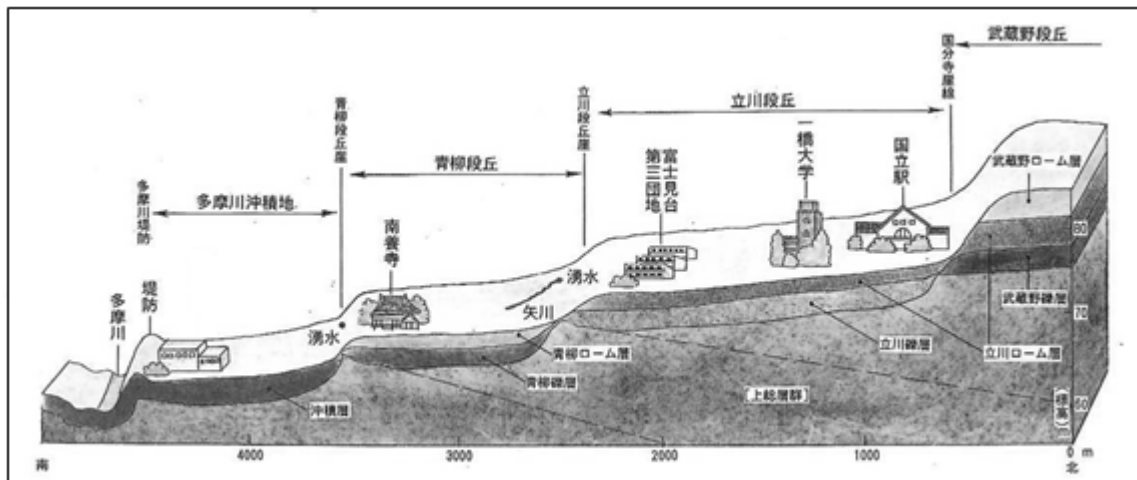 武蔵野段丘
国分寺崖線
立川段丘
立川段丘崖
青柳段丘
青柳段丘崖
多摩川沖積地
多摩川堤防
国立駅
一橋大学
富士見台
第三団地
南養寺
堤防
多摩川
湧水
矢川
湧水
武蔵野ローム層
武蔵野礫層
立川ローム層
立川礫層
青柳ローム層
青柳礫層
沖積層
〔上総層群〕
80
70
60
(標高)
南
4000
3000
2000
1000
0 m
北